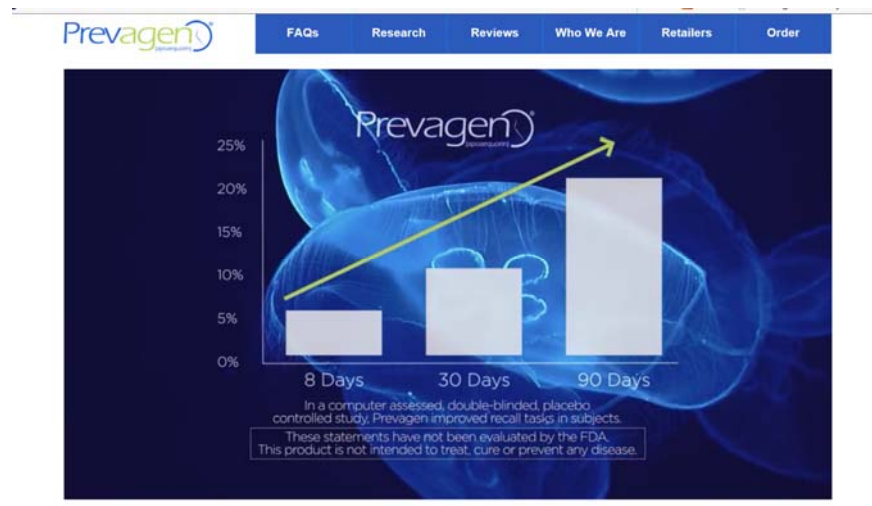 Prevagen®
(apoaequorin)
FAQs Research Reviews Who We Are Retailers Order
Prevagen®
(apoaequorin)
25%
20%
15%
10%
5%
0%
8 Days 30 Days 90 Days
In a computer assessed, double-blinded, placebo
controlled study, Prevagen improved recall tasks in subjects.
These statements have not been evaluated by the FDA.
This product is not intended to treat, cure or prevent any disease.